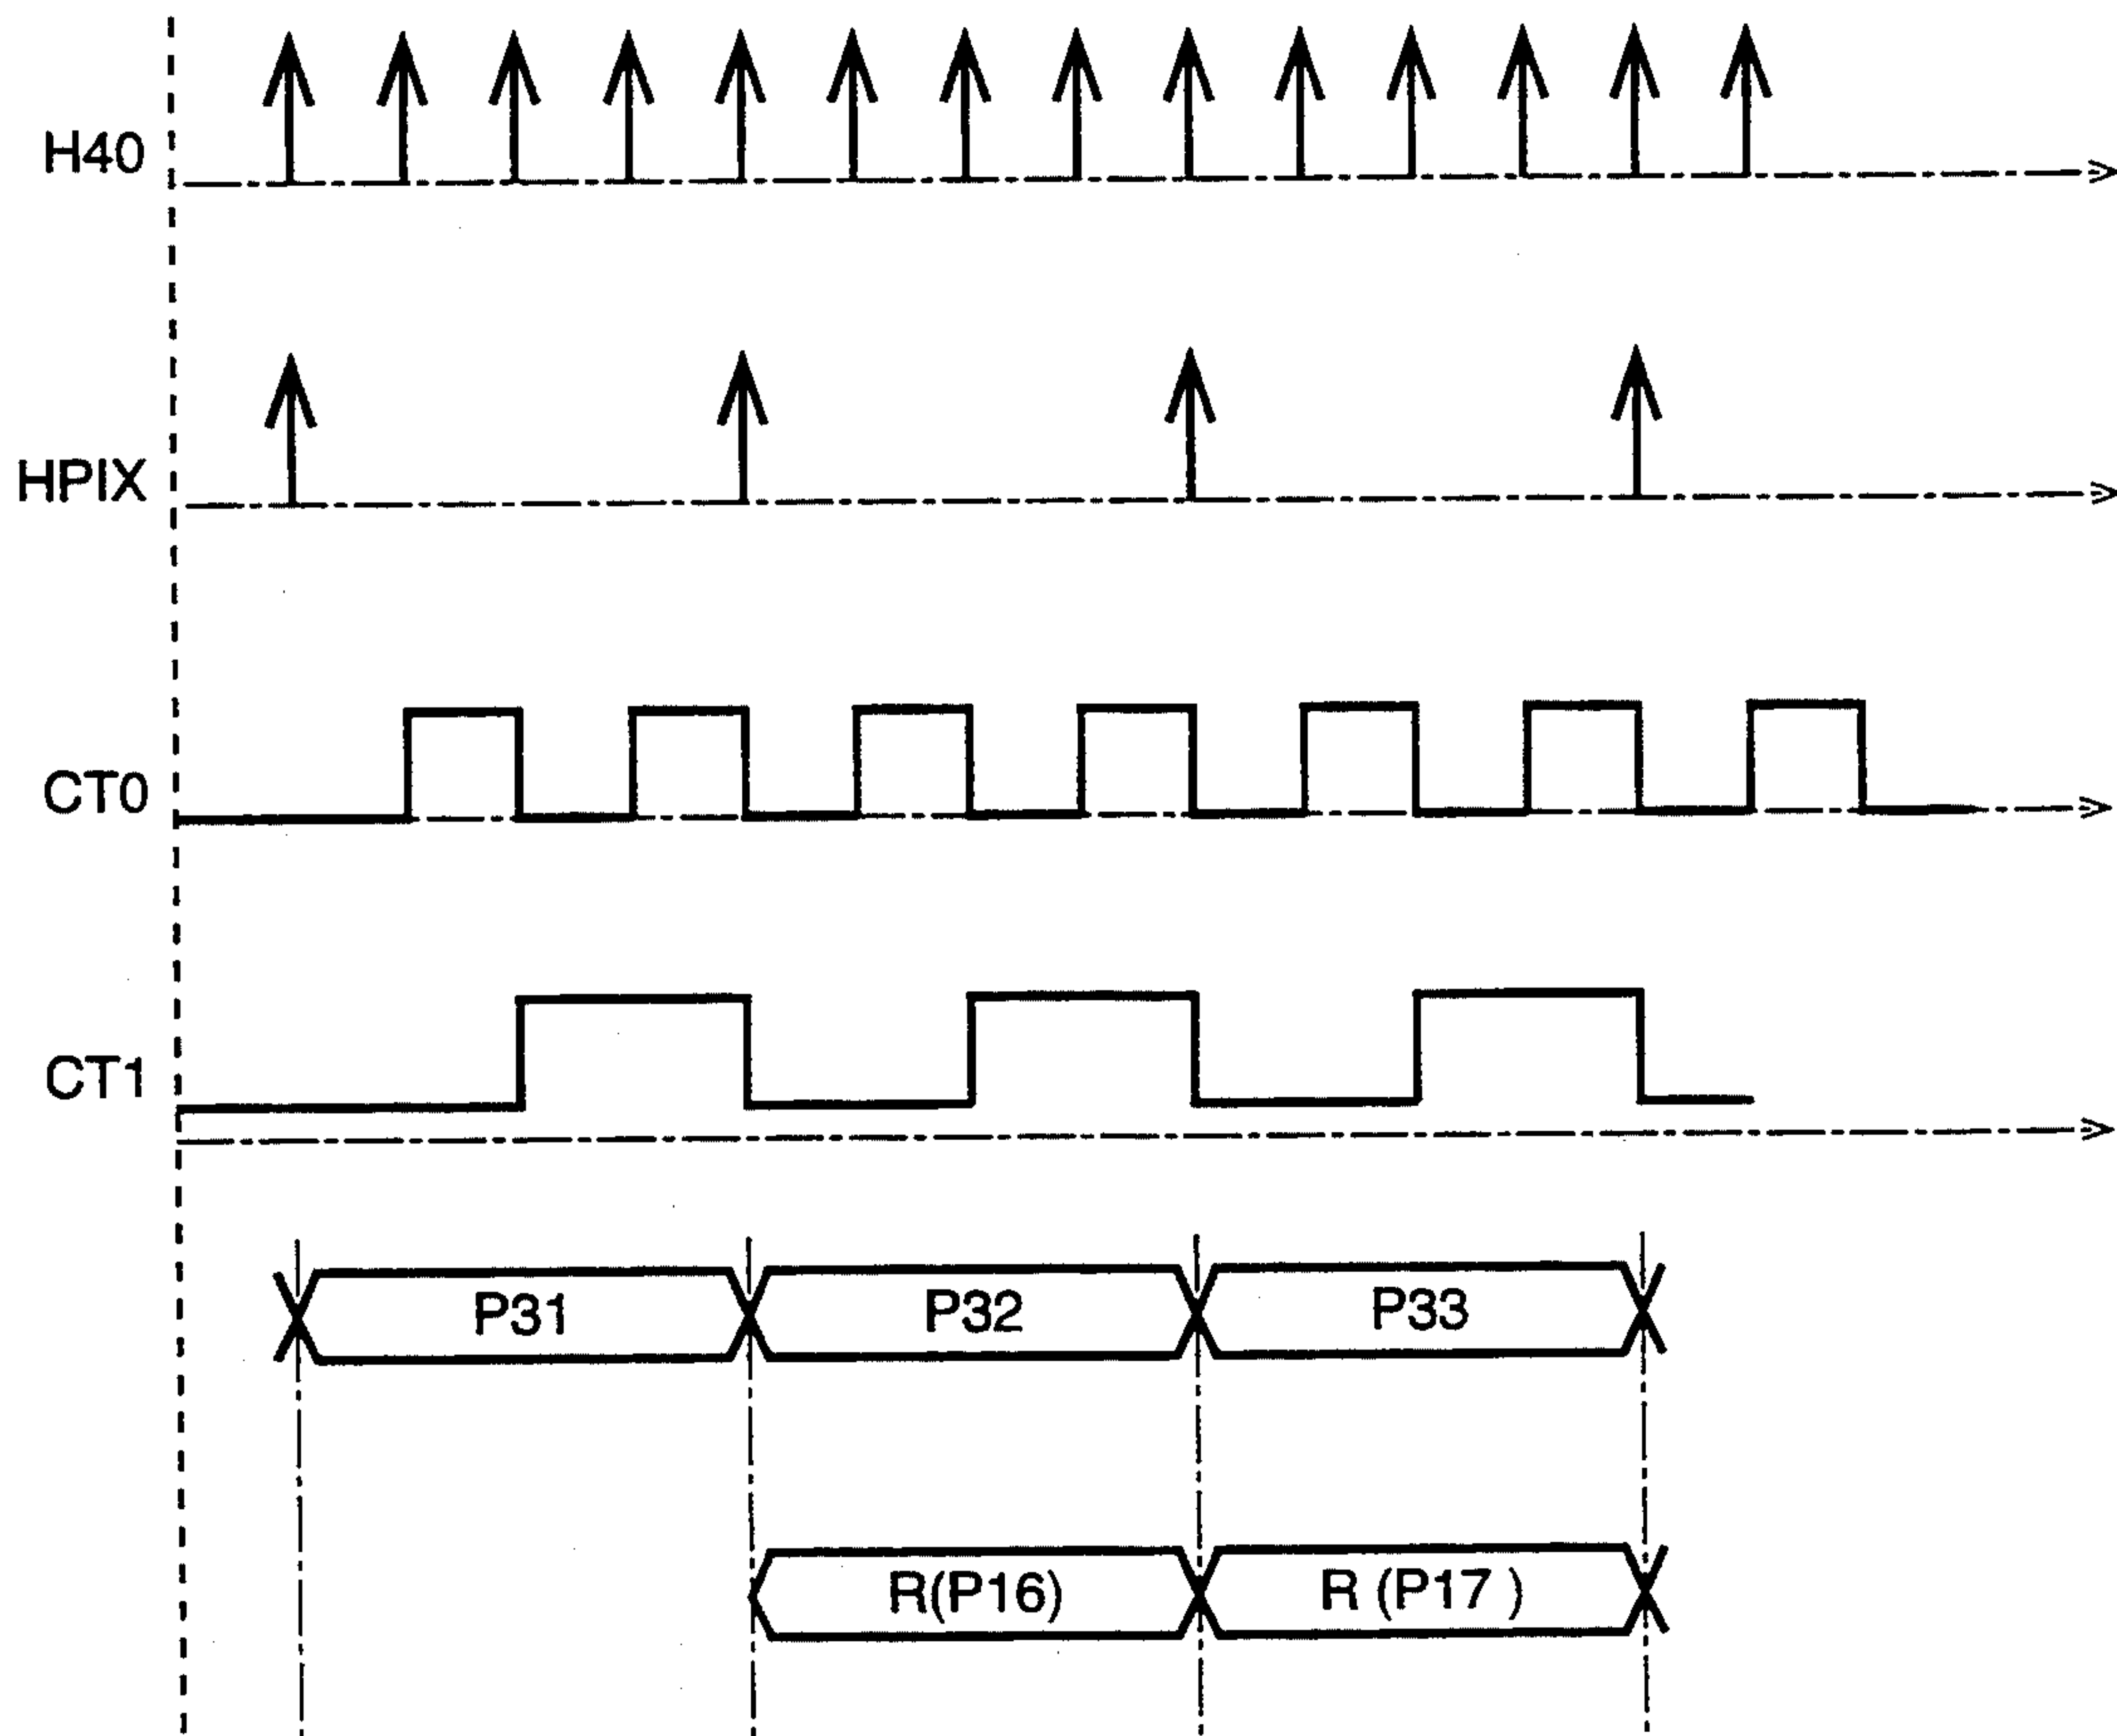 H40
HPIX
CT0
CT1
P31 P32 P33
R(P16) R (P17 )